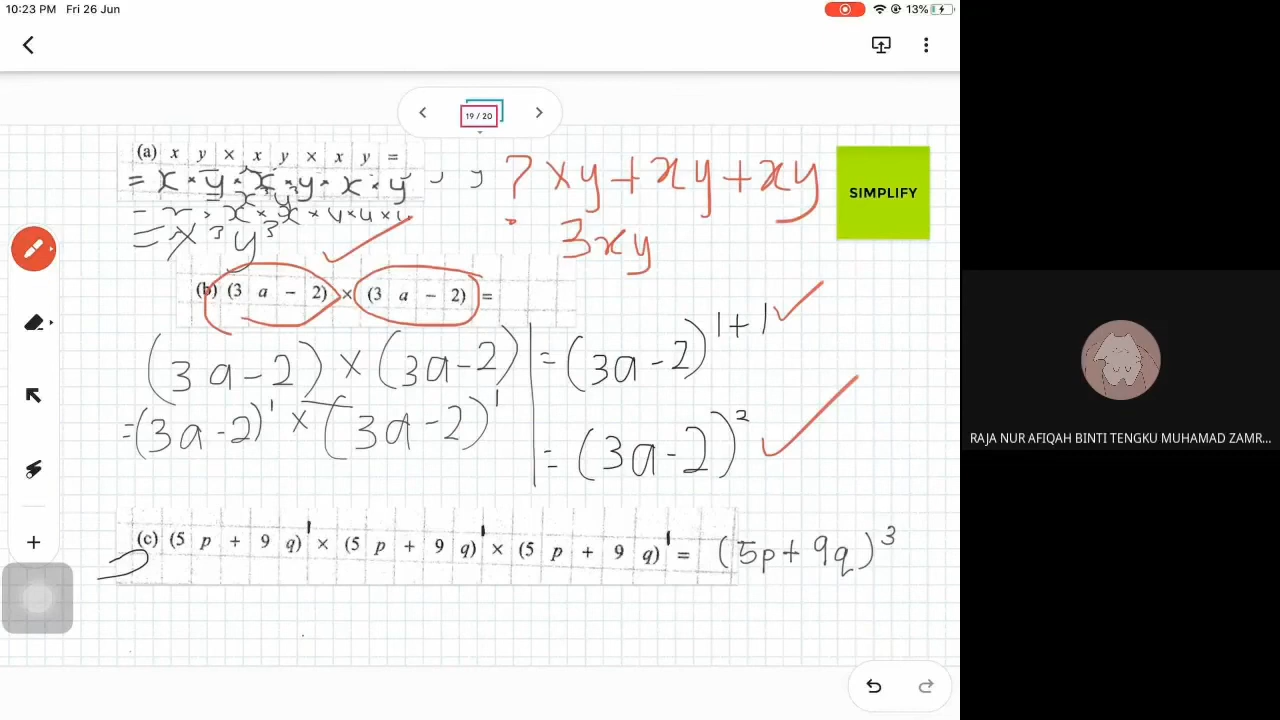 10:23 PM Fri 26 Jun
13%
19 / 20
(a) x y × x y × x y =
= x × y × x × y × x × y
? xy + xy + xy
SIMPLIFY
= x³y³
3xy
(b) (3 a − 2) × (3 a − 2) =
(3a-2) × (3a-2)
= (3a-2)¹⁺¹
=(3a-2)¹ × (3a-2)¹
= (3a-2)²
(c) (5 p + 9 q)¹ × (5 p + 9 q)¹ × (5 p + 9 q)¹ = (5p+9q)³
RAJA NUR AFIQAH BINTI TENGKU MUHAMAD ZAMR...